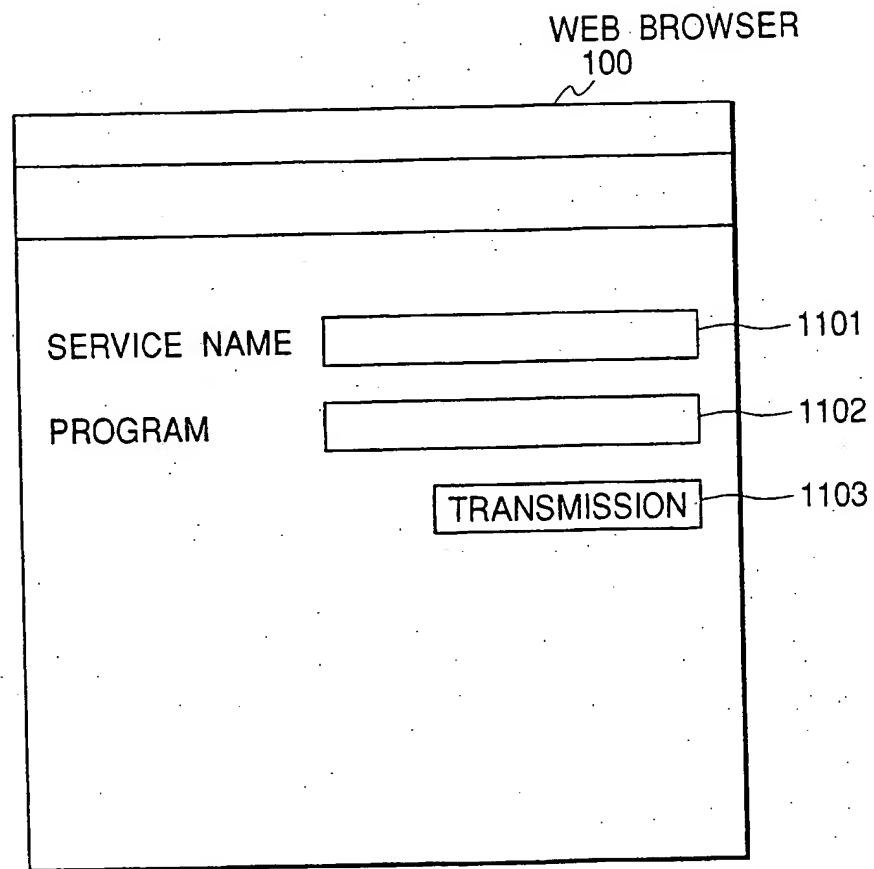 WEB BROWSER
100
SERVICE NAME
1101
PROGRAM
1102
TRANSMISSION
1103